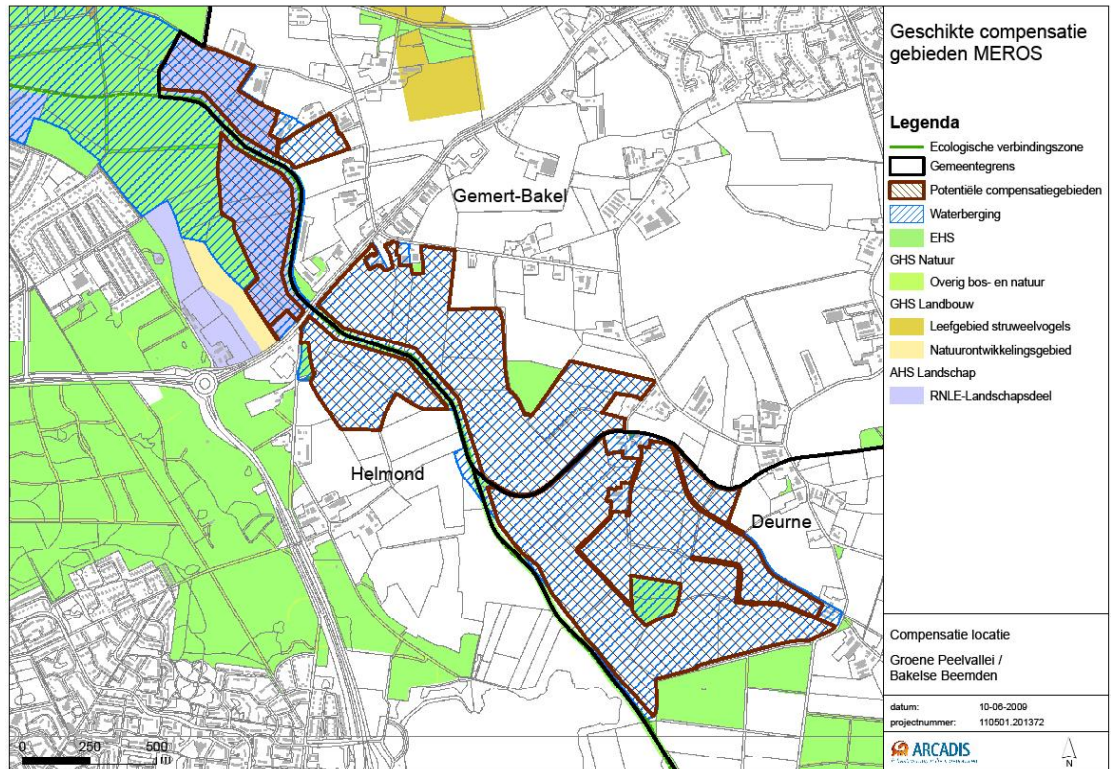 Geschikte compensatie
gebieden MEROS
Legenda
Ecologische verbindingszone
Gemeentegrens
Potentiële compensatiegebieden
Waterberging
EHS
GHS Natuur
Overig bos- en natuur
GHS Landbouw
Leefgebied struweelvogels
Natuurontwikkelingsgebied
AHS Landschap
RNLE-Landschapsdeel
Gemert-Bakel
Helmond
Deurne
0 250 500
m
Compensatie locatie
Groene Peelvallei /
Bakelse Beemden
datum: 10-06-2009
projectnummer: 110501.201372
ARCADIS
N